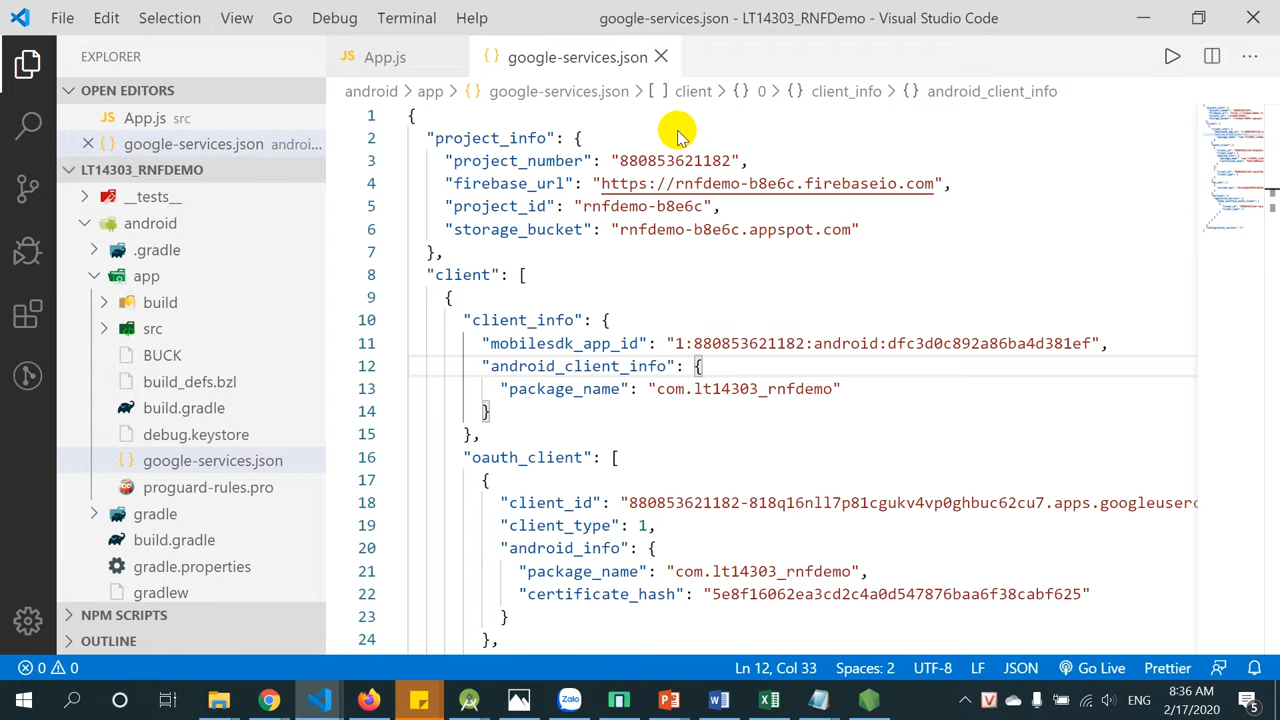 File Edit Selection View Go Debug Terminal Help google-services.json - LT14303_RNFDemo - Visual Studio Code
EXPLORER
OPEN EDITORS
JS App.js src
google-services.json androi...
LT14303_RNFDEMO
__tests__
android
.gradle
app
build
src
BUCK
build_defs.bzl
build.gradle
debug.keystore
google-services.json
proguard-rules.pro
gradle
build.gradle
gradle.properties
gradlew
NPM SCRIPTS
OUTLINE
JS App.js {} google-services.json
android > app > {} google-services.json > [ ] client > {} 0 > {} client_info > {} android_client_info
1 {
2 "project_info": {
3 "project_number": "880853621182",
4 "firebase_url": "https://rnfdemo-b8e6c.firebaseio.com",
5 "project_id": "rnfdemo-b8e6c",
6 "storage_bucket": "rnfdemo-b8e6c.appspot.com"
7 },
8 "client": [
9 {
10 "client_info": {
11 "mobilesdk_app_id": "1:880853621182:android:dfc3d0c892a86ba4d381ef",
12 "android_client_info": {
13 "package_name": "com.lt14303_rnfdemo"
14 }
15 },
16 "oauth_client": [
17 {
18 "client_id": "880853621182-818q16nll7p81cgukv4vp0ghbuc62cu7.apps.googleuserc
19 "client_type": 1,
20 "android_info": {
21 "package_name": "com.lt14303_rnfdemo",
22 "certificate_hash": "5e8f16062ea3cd2c4a0d547876baa6f38cabf625"
23 }
24 },
0 0 Ln 12, Col 33 Spaces: 2 UTF-8 LF JSON Go Live Prettier
Zalo ENG 8:36 AM
2/17/2020 5